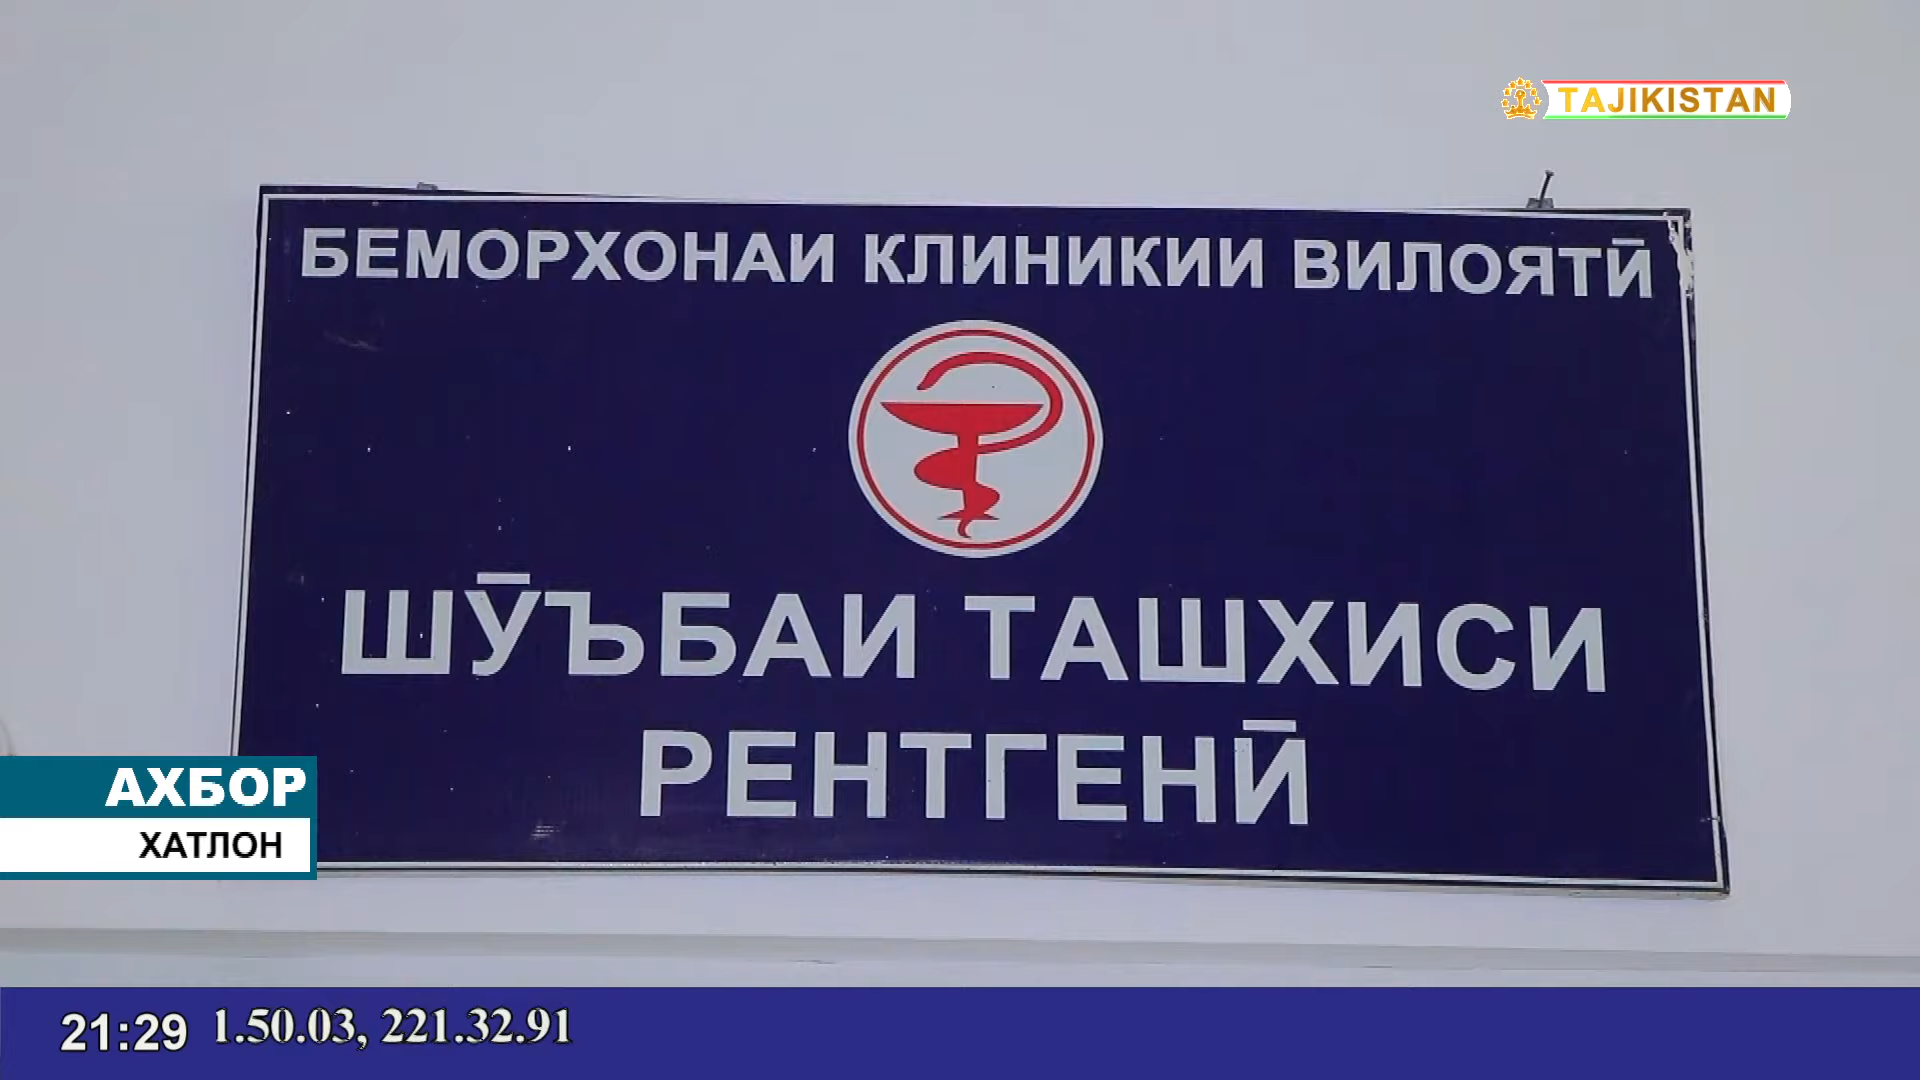 TAJIKISTAN
БЕМОРХОНАИ КЛИНИКИИ ВИЛОЯТӢ
ШӮЪБАИ ТАШХИСИ
РЕНТГЕНӢ
АХБОР
ХАТЛОН
21:29 1.50.03, 221.32.91